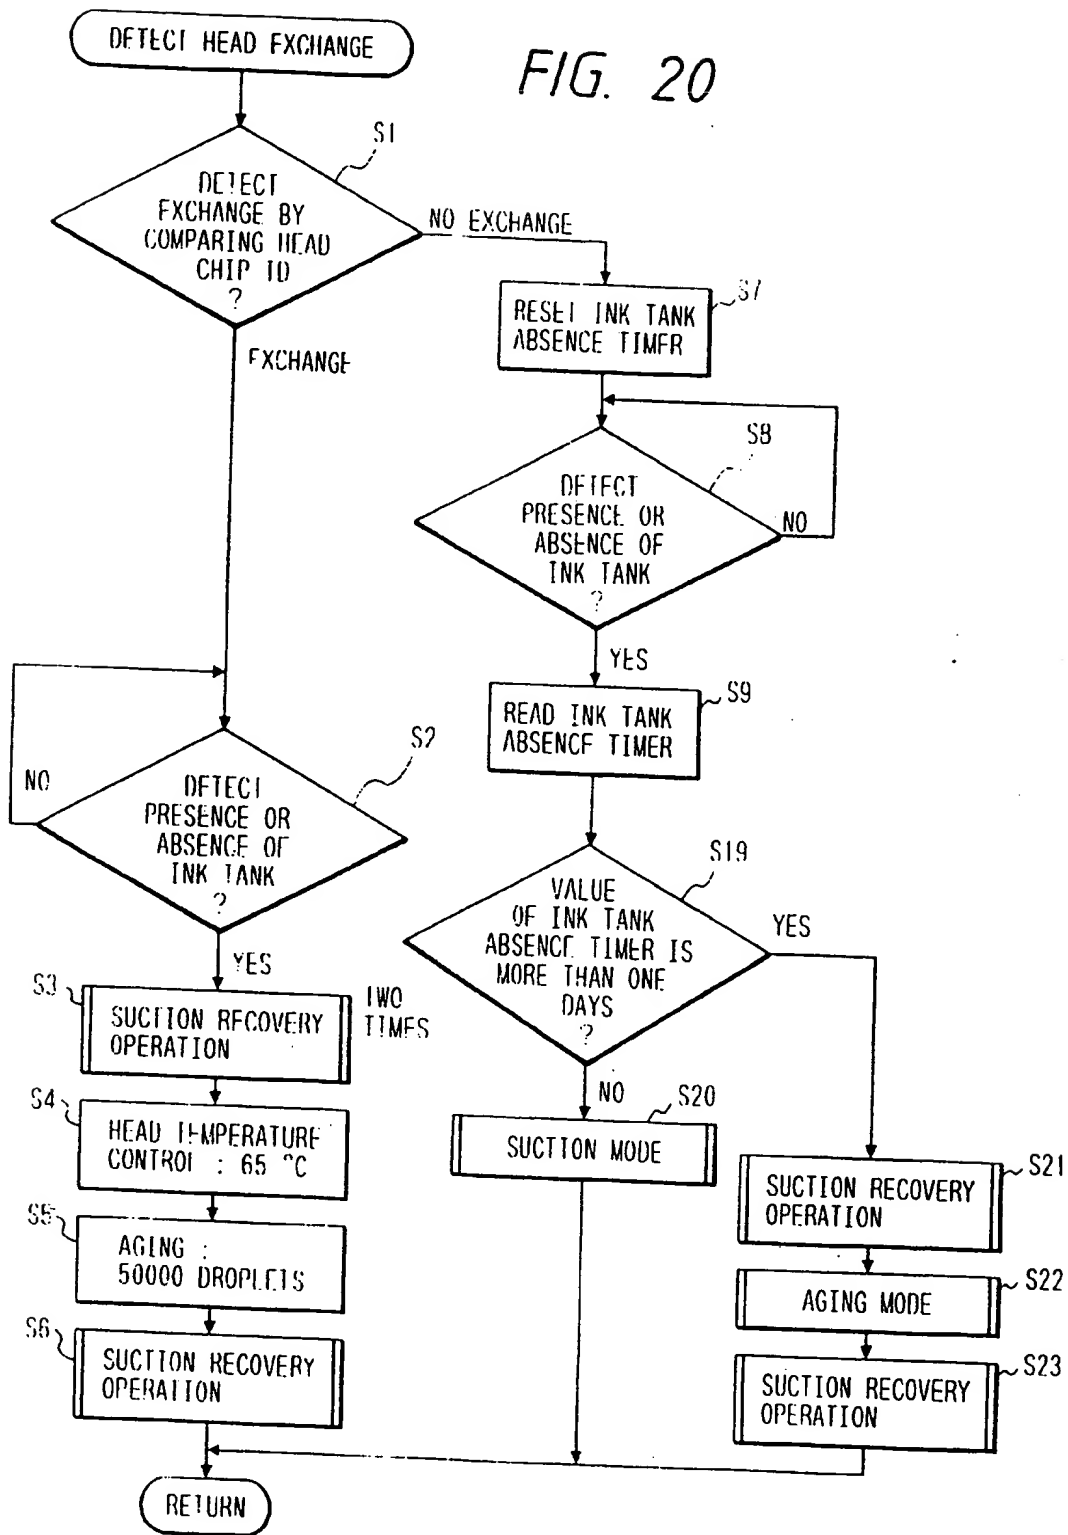 DETECT HEAD EXCHANGE
FIG. 20
S1
DETECT
EXCHANGE BY
COMPARING HEAD
CHIP ID
?
NO EXCHANGE
EXCHANGE
S7
RESET INK TANK
ABSENCE TIMER
S8
DETECT
PRESENCE OR
ABSENCE OF
INK TANK
?
NO
YES
S9
READ INK TANK
ABSENCE TIMER
S2
NO
DETECT
PRESENCE OR
ABSENCE OF
INK TANK
?
YES
S19
VALUE
OF INK TANK
ABSENCE TIMER IS
MORE THAN ONE
DAYS
?
YES
NO
S3
SUCTION RECOVERY
OPERATION
TWO
TIMES
S4
HEAD TEMPERATURE
CONTROL : 65 °C
S5
AGING :
50000 DROPLETS
S6
SUCTION RECOVERY
OPERATION
S20
SUCTION MODE
S21
SUCTION RECOVERY
OPERATION
S22
AGING MODE
S23
SUCTION RECOVERY
OPERATION
RETURN